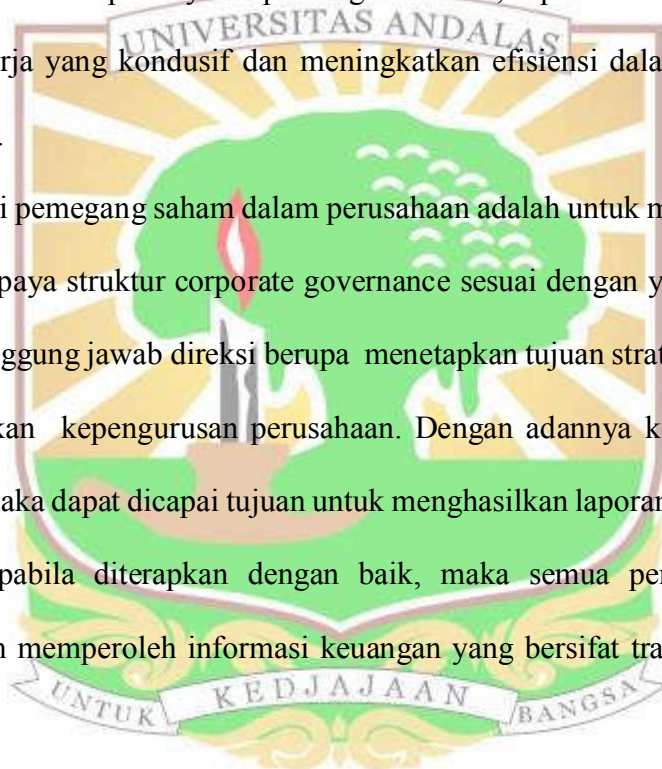 UNIVERSITAS ANDALAS
rja yang kondusif dan meningkatkan efisiensi dala
i pemegang saham dalam perusahaan adalah untuk m
paya struktur corporate governance sesuai dengan y
ggung jawab direksi berupa menetapkan tujuan strat
kan kepengurusan perusahaan. Dengan adannya k
aka dapat dicapai tujuan untuk menghasilkan laporan
pabila diterapkan dengan baik, maka semua per
n memperoleh informasi keuangan yang bersifat tra
UNTUK KEDJAJAAN BANGSA